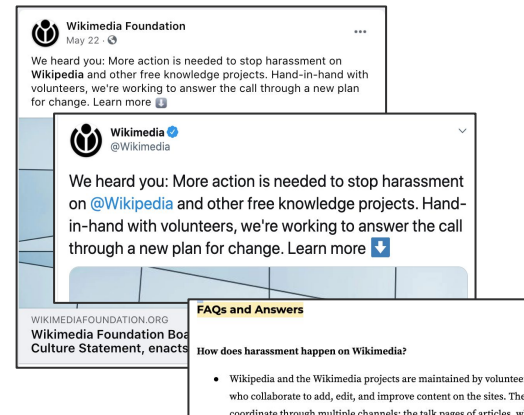 Wikimedia Foundation
May 22 ·
We heard you: More action is needed to stop harassment on
Wikipedia and other free knowledge projects. Hand-in-hand with
volunteers, we're working to answer the call through a new plan
for change. Learn more
Wikimedia
@Wikimedia
We heard you: More action is needed to stop harassment
on @Wikipedia and other free knowledge projects. Hand-
in-hand with volunteers, we're working to answer the call
through a new plan for change. Learn more
WIKIMEDIAFOUNDATION.ORG
Wikimedia Foundation Boa
Culture Statement, enacts
FAQs and Answers
How does harassment happen on Wikimedia?
• Wikipedia and the Wikimedia projects are maintained by voluntee
who collaborate to add, edit, and improve content on the sites. The
coordinate through multiple channels: the talk pages of articles, w